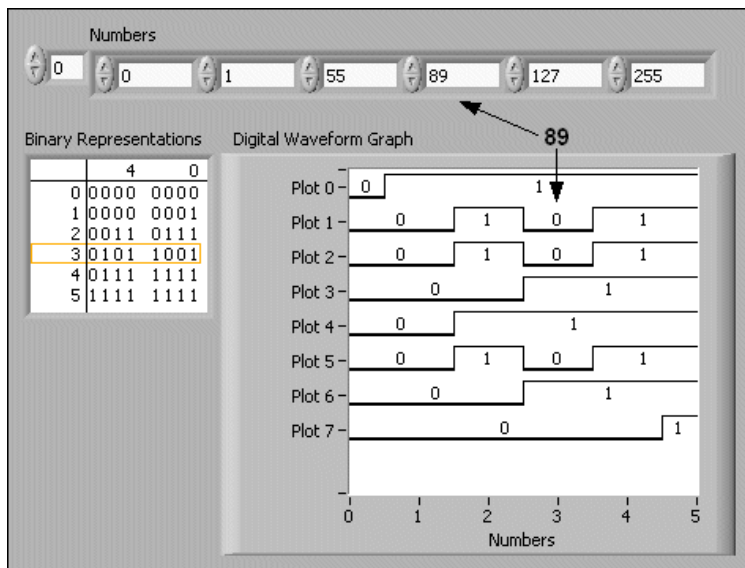 Numbers
0 0 1 55 89 127 255
Binary Representations
4 0
0 0000 0000
1 0000 0001
2 0011 0111
3 0101 1001
4 0111 1111
5 1111 1111
Digital Waveform Graph
89
Plot 0 0 1
Plot 1 0 1 0 1
Plot 2 0 1 0 1
Plot 3 0 1
Plot 4 0 1
Plot 5 0 1 0 1
Plot 6 0 1
Plot 7 0 1
0 1 2 3 4 5
Numbers